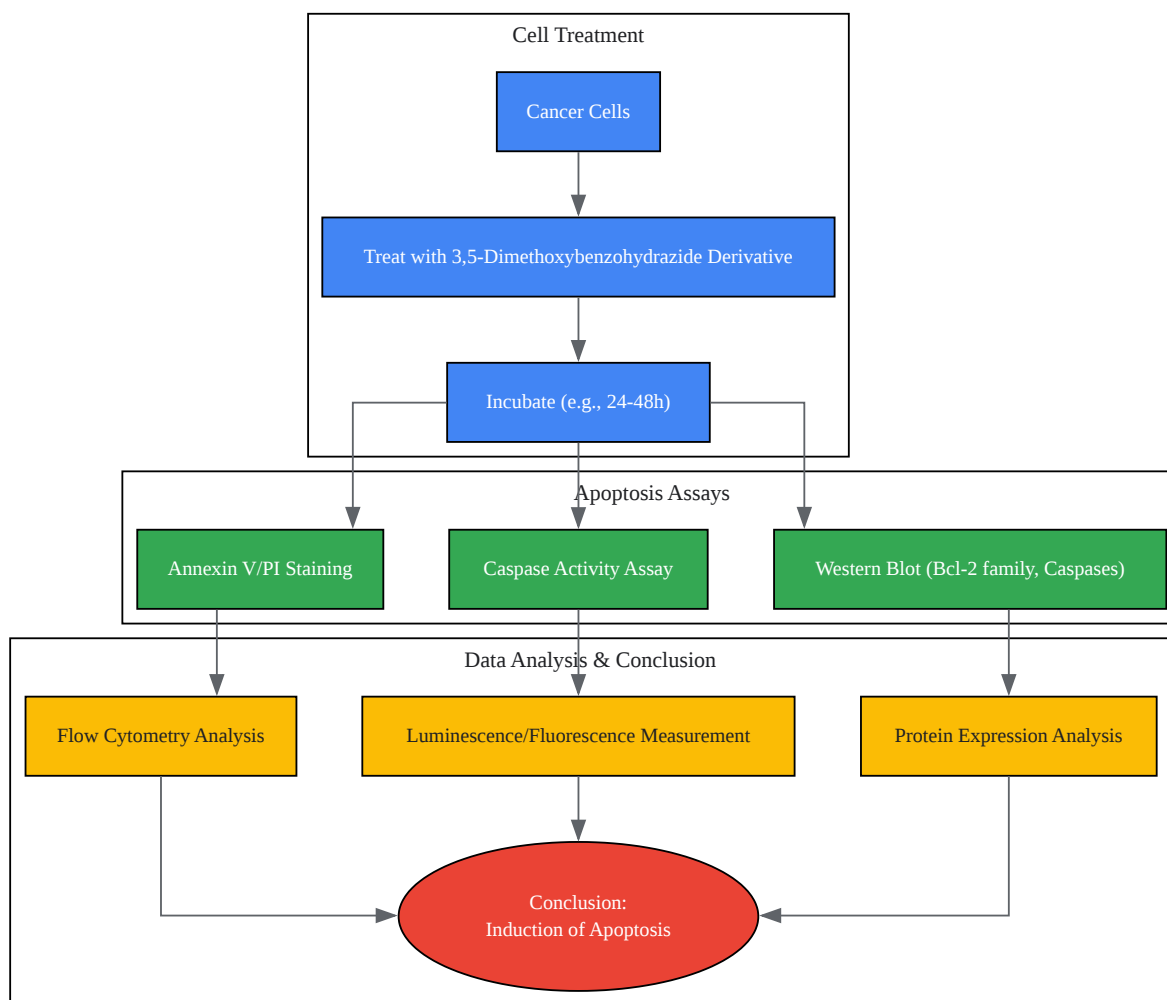 Cell Treatment
Cancer Cells
Treat with 3,5-Dimethoxybenzohydrazide Derivative
Incubate (e.g., 24-48h)
Apoptosis Assays
Annexin V/PI Staining
Caspase Activity Assay
Western Blot (Bcl-2 family, Caspases)
Data Analysis & Conclusion
Flow Cytometry Analysis
Luminescence/Fluorescence Measurement
Protein Expression Analysis
Conclusion:
Induction of Apoptosis